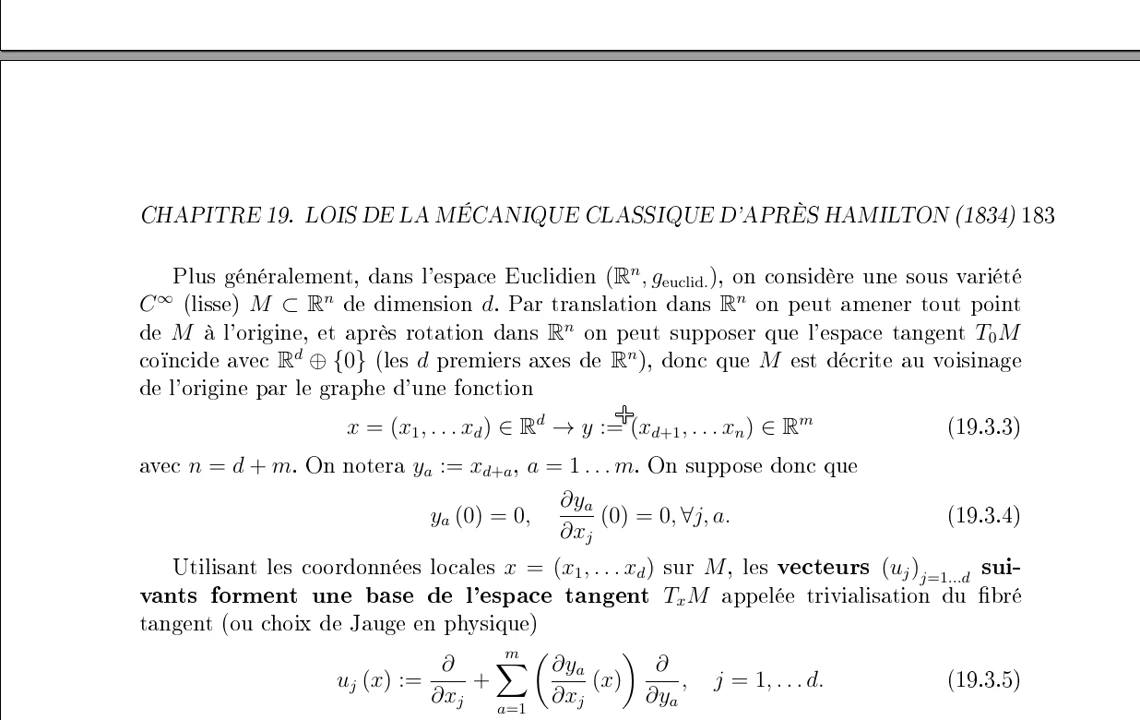 CHAPITRE 19. LOIS DE LA MÉCANIQUE CLASSIQUE D'APRÈS HAMILTON (1834) 183
Plus généralement, dans l'espace Euclidien (ℝⁿ, g_euclid.), on considère une sous variété
C^∞ (lisse) M ⊂ ℝⁿ de dimension d. Par translation dans ℝⁿ on peut amener tout point
de M à l'origine, et après rotation dans ℝⁿ on peut supposer que l'espace tangent T₀M
coïncide avec ℝᵈ ⊕ {0} (les d premiers axes de ℝⁿ), donc que M est décrite au voisinage
de l'origine par le graphe d'une fonction
x = (x₁, … x_d) ∈ ℝᵈ → y := (x_{d+1}, … x_n) ∈ ℝᵐ (19.3.3)
avec n = d + m. On notera y_a := x_{d+a}, a = 1 … m. On suppose donc que
y_a (0) = 0, ∂y_a/∂x_j (0) = 0, ∀j, a. (19.3.4)
Utilisant les coordonnées locales x = (x₁, … x_d) sur M, les vecteurs (u_j)_{j=1…d} sui-
vants forment une base de l'espace tangent T_xM appelée trivialisation du fibré
tangent (ou choix de Jauge en physique)
u_j (x) := ∂/∂x_j + ∑_{a=1}^{m} (∂y_a/∂x_j (x)) ∂/∂y_a, j = 1, … d. (19.3.5)